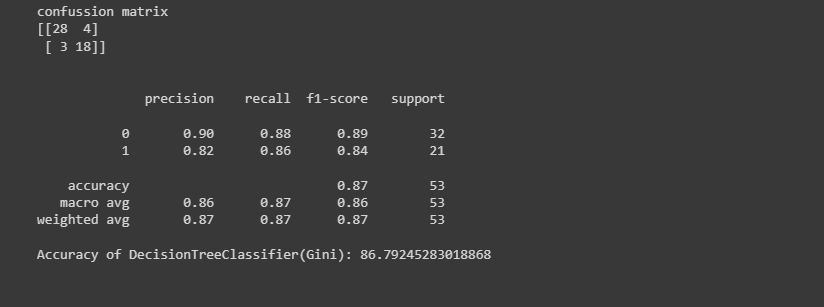 confussion matrix
[[28  4]
 [ 3 18]]
              precision    recall  f1-score   support
           0       0.90      0.88      0.89        32
           1       0.82      0.86      0.84        21
    accuracy                           0.87        53
   macro avg       0.86      0.87      0.86        53
weighted avg       0.87      0.87      0.87        53
Accuracy of DecisionTreeClassifier(Gini): 86.79245283018868